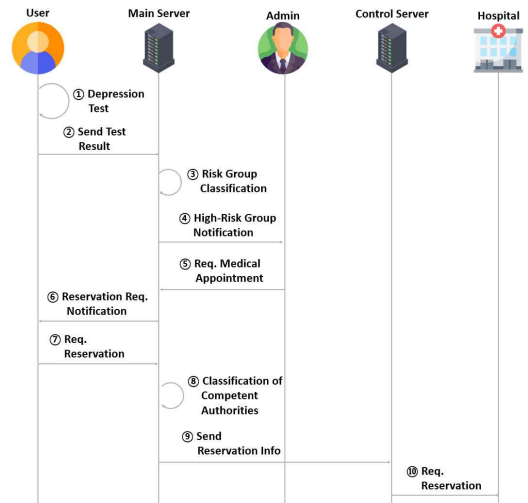 User
Main Server
Admin
Control Server
Hospital
① Depression
Test
② Send Test
Result
③ Risk Group
Classification
④ High-Risk Group
Notification
⑤ Req. Medical
Appointment
⑥ Reservation Req.
Notification
⑦ Req.
Reservation
⑧ Classification of
Competent
Authorities
⑨ Send
Reservation Info
⑩ Req.
Reservation